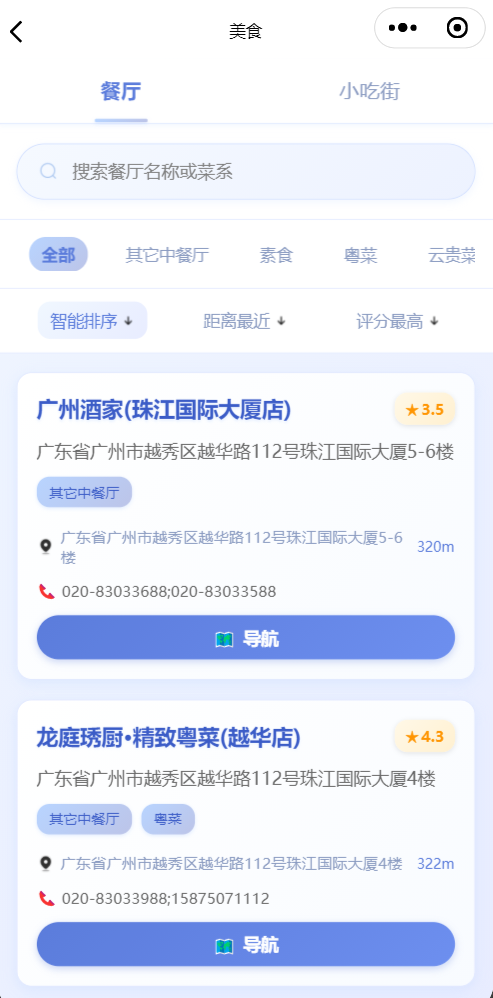 美食
餐厅 小吃街
搜索餐厅名称或菜系
全部 其它中餐厅 素食 粤菜 云贵菜
智能排序 距离最近 评分最高
广州酒家(珠江国际大厦店) ★3.5
广东省广州市越秀区越华路112号珠江国际大厦5-6楼
其它中餐厅
广东省广州市越秀区越华路112号珠江国际大厦5-6 320m
楼
020-83033688;020-83033588
导航
龙庭琇厨•精致粤菜(越华店) ★4.3
广东省广州市越秀区越华路112号珠江国际大厦4楼
其它中餐厅 粤菜
广东省广州市越秀区越华路112号珠江国际大厦4楼 322m
020-83033988;15875071112
导航